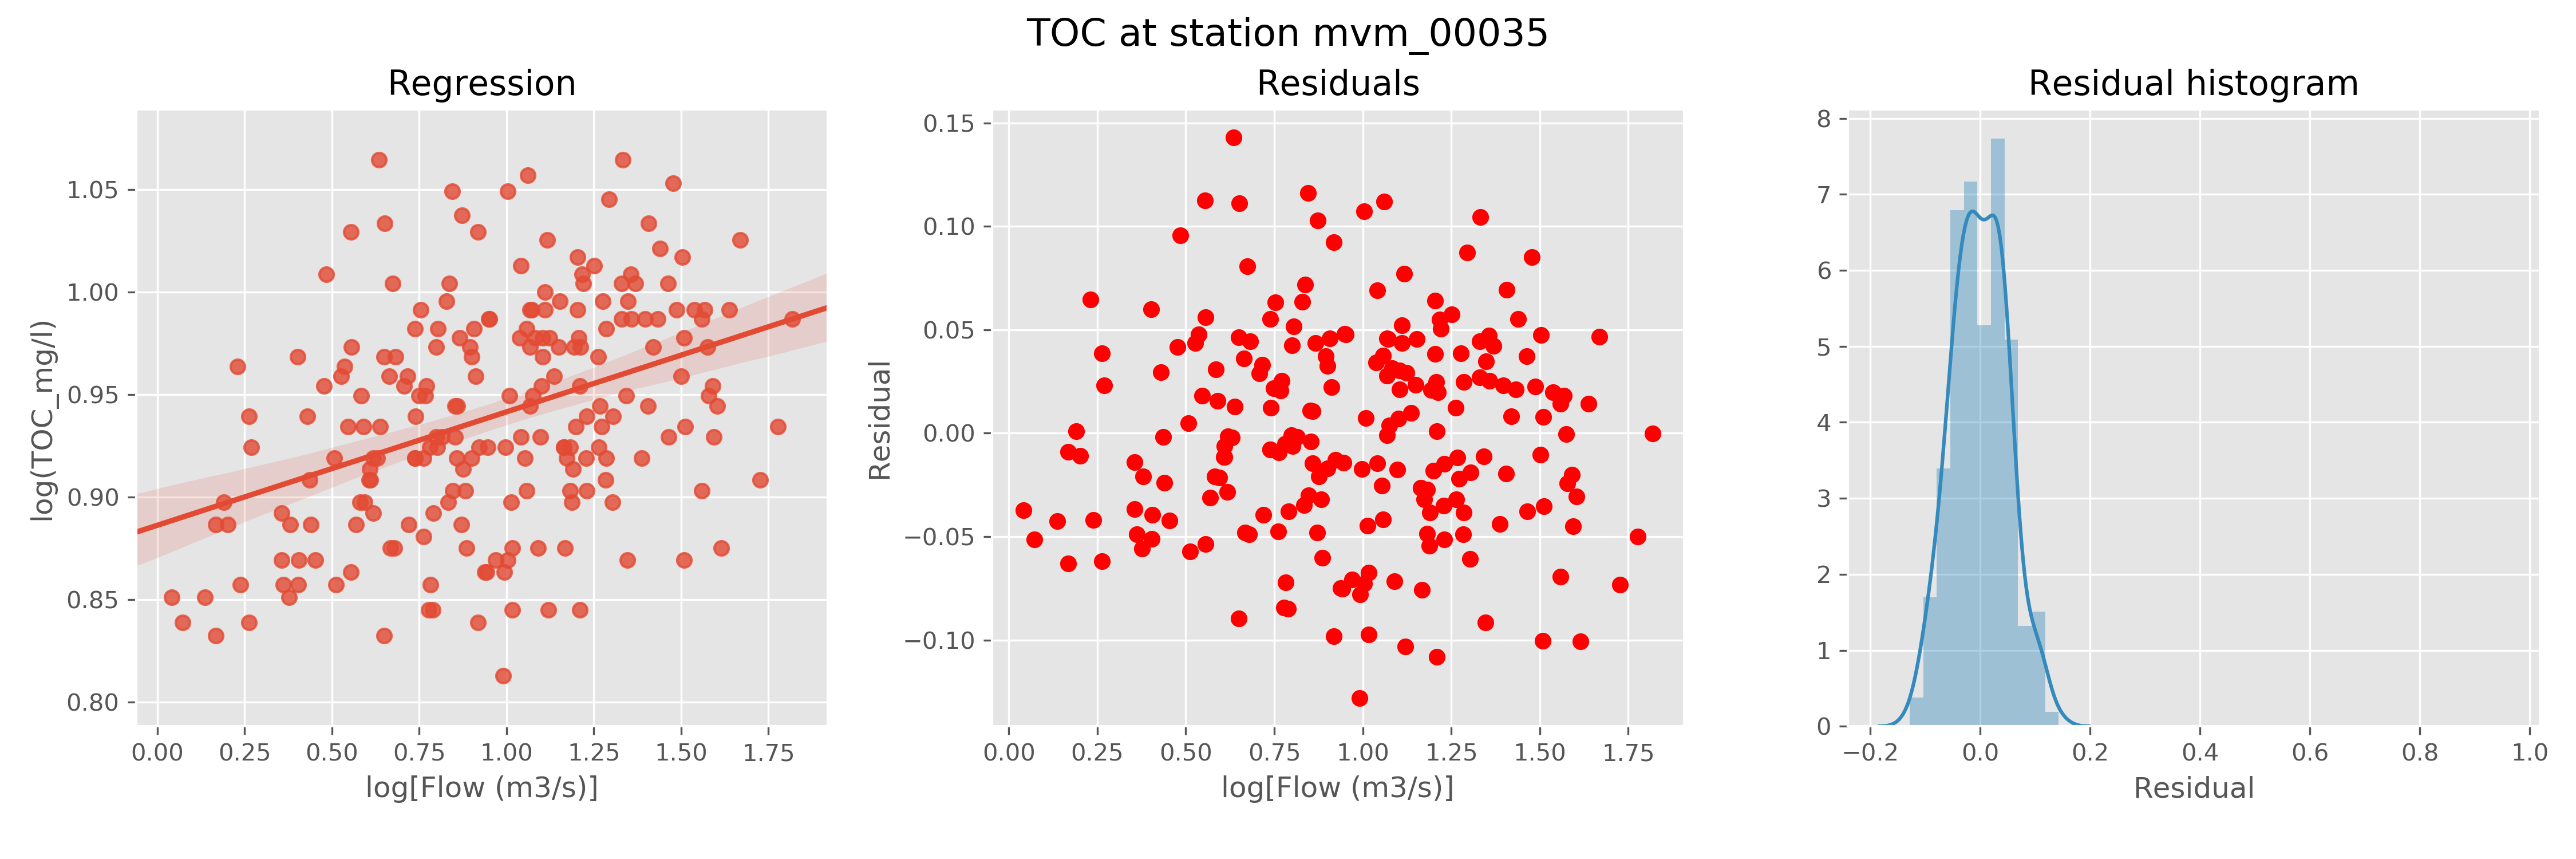 TOC at station mvm_00035
Regression
log(TOC_mg/l)
1.05
1.00
0.95
0.90
0.85
0.80
0.00 0.25 0.50 0.75 1.00 1.25 1.50 1.75
log[Flow (m3/s)]
Residuals
Residual
0.15
0.10
0.05
0.00
−0.05
−0.10
0.00 0.25 0.50 0.75 1.00 1.25 1.50 1.75
log[Flow (m3/s)]
Residual histogram
8
7
6
5
4
3
2
1
0
−0.2 0.0 0.2 0.4 0.6 0.8 1.0
Residual